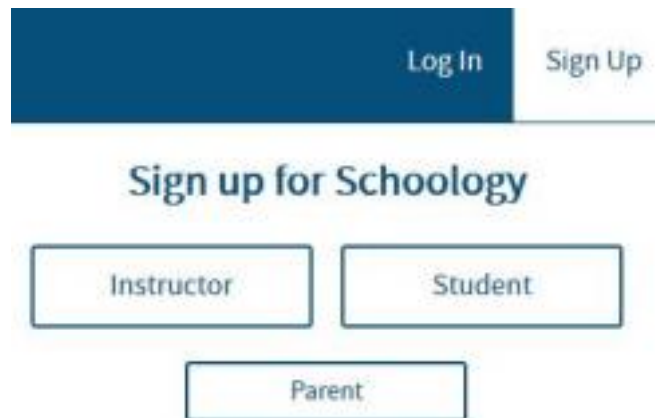 Log In Sign Up
Sign up for Schoology
Instructor Student
Parent